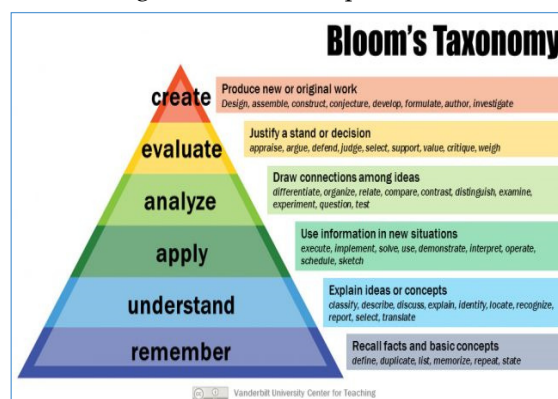 Bloom's Taxonomy
create
Produce new or original work
Design, assemble, construct, conjecture, develop, formulate, author, investigate
evaluate
Justify a stand or decision
appraise, argue, defend, judge, select, support, value, critique, weigh
analyze
Draw connections among ideas
differentiate, organize, relate, compare, contrast, distinguish, examine,
experiment, question, test
apply
Use information in new situations
execute, implement, solve, use, demonstrate, interpret, operate,
schedule, sketch
understand
Explain ideas or concepts
classify, describe, discuss, explain, identify, locate, recognize,
report, select, translate
remember
Recall facts and basic concepts
define, duplicate, list, memorize, repeat, state
Vanderbilt University Center for Teaching